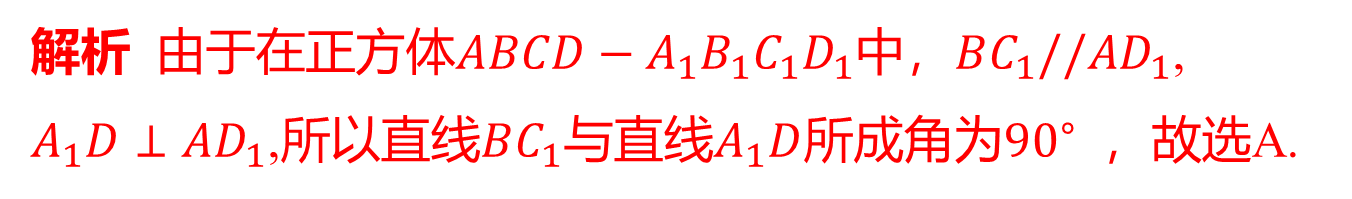 解析 由于在正方体ABCD − A₁B₁C₁D₁中，BC₁//AD₁,
A₁D ⊥ AD₁,所以直线BC₁与直线A₁D所成角为90°，故选A.